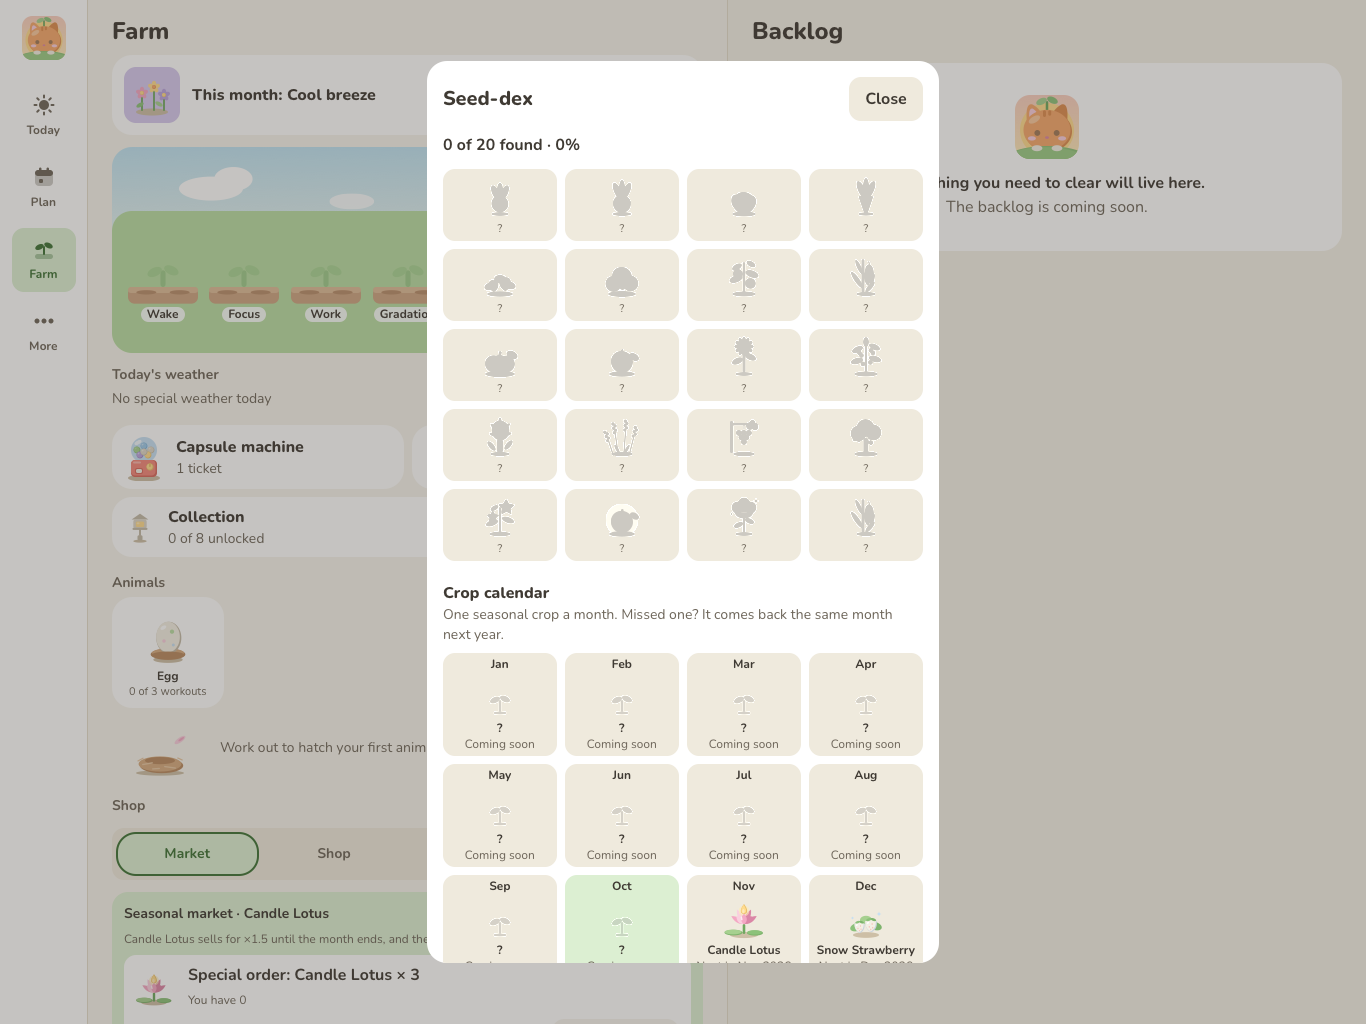 Farm
Backlog
Today
Plan
Farm
More
This month: Cool breeze
Wake
Focus
Work
Today's weather
No special weather today
Capsule machine
1 ticket
Collection
0 of 8 unlocked
Animals
Egg
0 of 3 workouts
Work out to hatch your first
Shop
Market
Shop
Seasonal market · Candle Lotus
Candle Lotus sells for ×1.5 until the month ends, and the
Special order: Candle Lotus × 3
You have 0
you need to clear will live here.
The backlog is coming soon.
Seed-dex
Close
0 of 20 found · 0%
? ? ? ?
? ? ? ?
? ? ? ?
? ? ? ?
? ? ? ?
Crop calendar
One seasonal crop a month. Missed one? It comes back the same month
next year.
Jan Feb Mar Apr
? ? ? ?
Coming soon Coming soon Coming soon Coming soon
May Jun Jul Aug
? ? ? ?
Coming soon Coming soon Coming soon Coming soon
Sep Oct Nov Dec
? ? Candle Lotus Snow Strawberry